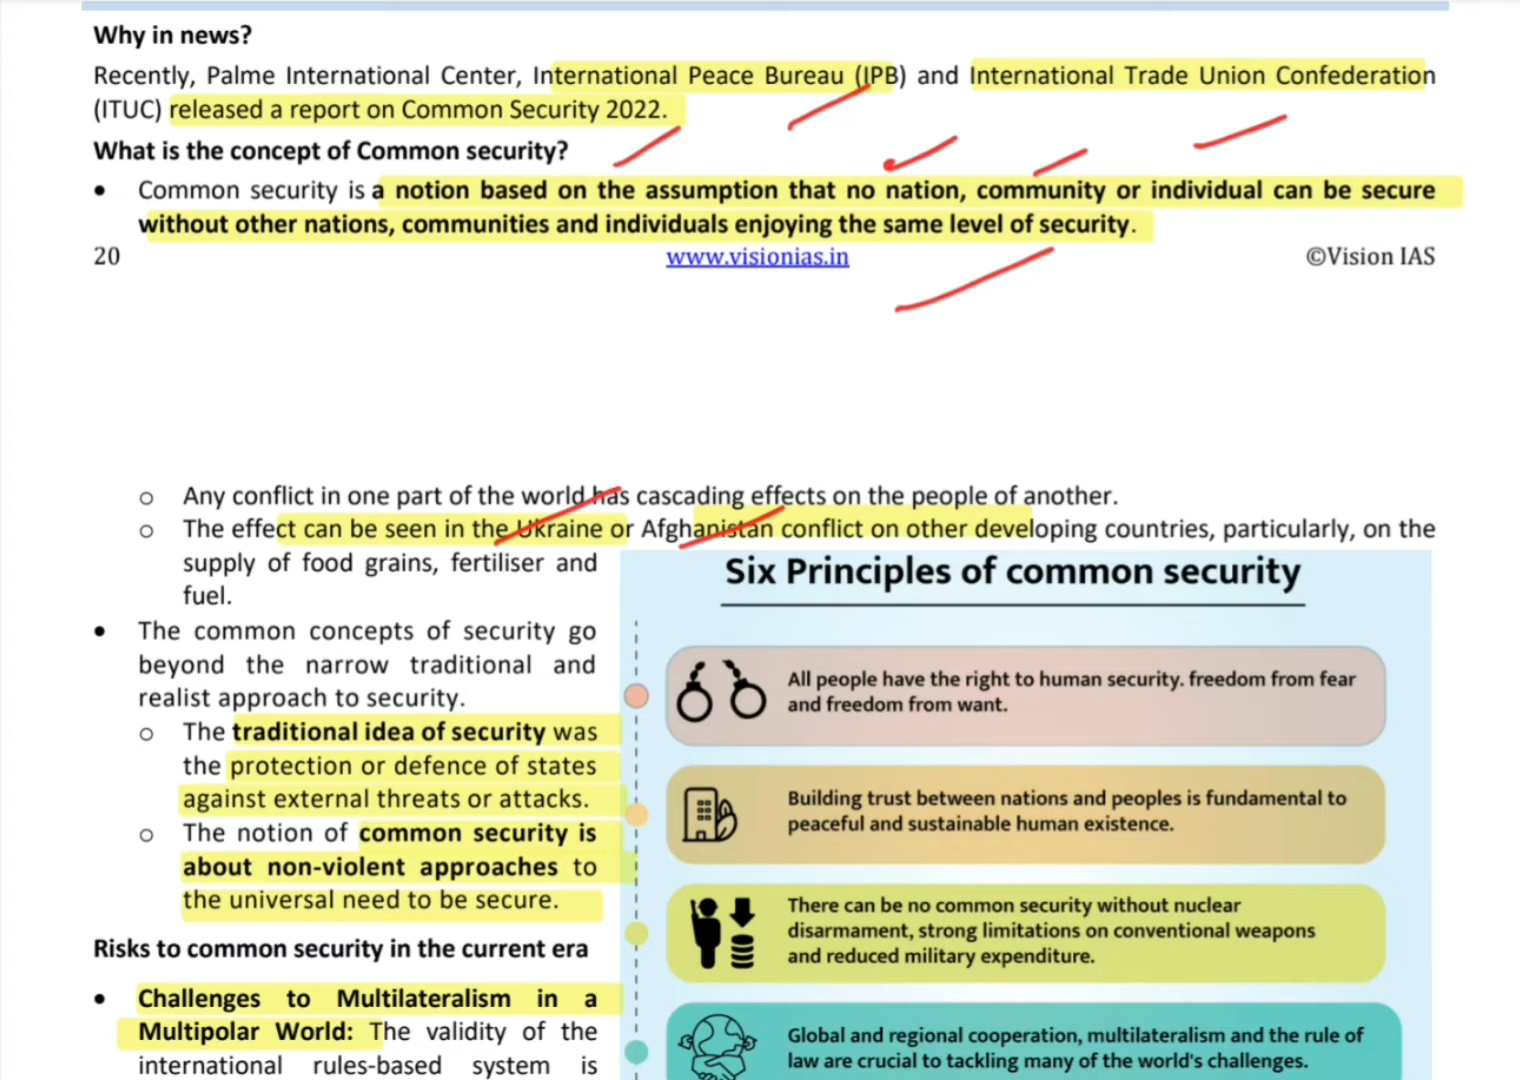 Why in news?
Recently, Palme International Center, International Peace Bureau (IPB) and International Trade Union Confederation
(ITUC) released a report on Common Security 2022.
What is the concept of Common security?
• Common security is a notion based on the assumption that no nation, community or individual can be secure
without other nations, communities and individuals enjoying the same level of security.
20 www.visionias.in ©Vision IAS
o Any conflict in one part of the world has cascading effects on the people of another.
o The effect can be seen in the Ukraine or Afghanistan conflict on other developing countries, particularly, on the
supply of food grains, fertiliser and
fuel.
• The common concepts of security go
beyond the narrow traditional and
realist approach to security.
o The traditional idea of security was
the protection or defence of states
against external threats or attacks.
o The notion of common security is
about non-violent approaches to
the universal need to be secure.
Risks to common security in the current era
• Challenges to Multilateralism in a
Multipolar World: The validity of the
international rules-based system is
Six Principles of common security
All people have the right to human security. freedom from fear
and freedom from want.
Building trust between nations and peoples is fundamental to
peaceful and sustainable human existence.
There can be no common security without nuclear
disarmament, strong limitations on conventional weapons
and reduced military expenditure.
Global and regional cooperation, multilateralism and the rule of
law are crucial to tackling many of the world's challenges.